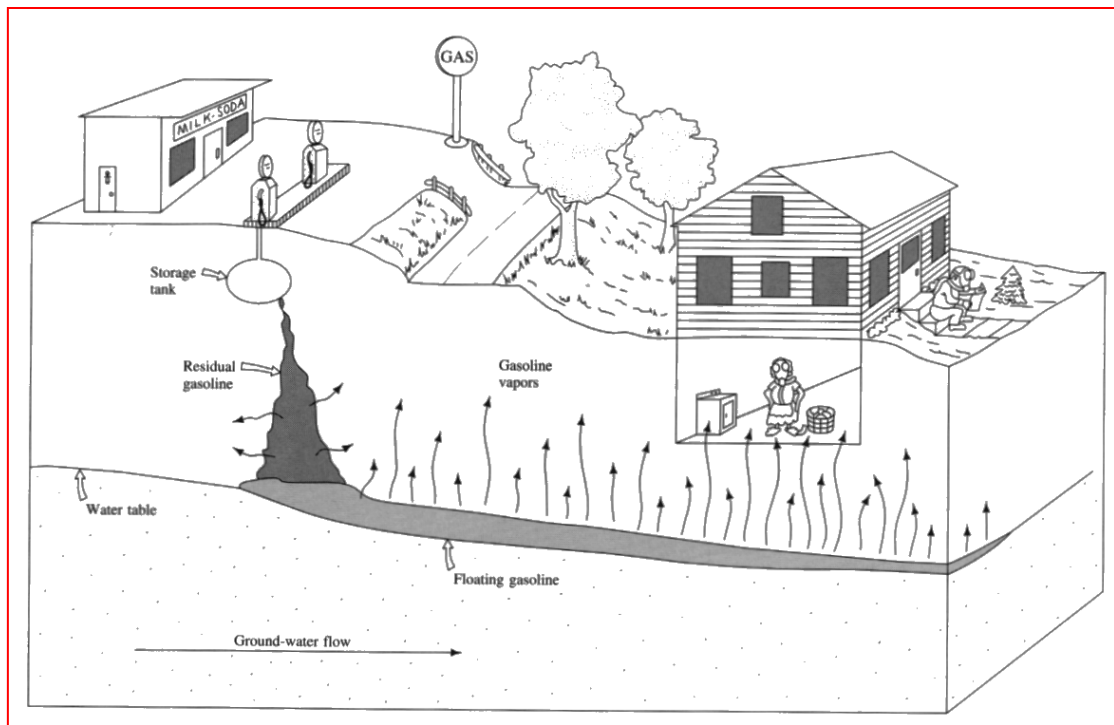 GAS
MILK-SODA
Storage
tank
Residual
gasoline
Gasoline
vapors
Water table
Floating gasoline
Ground-water flow